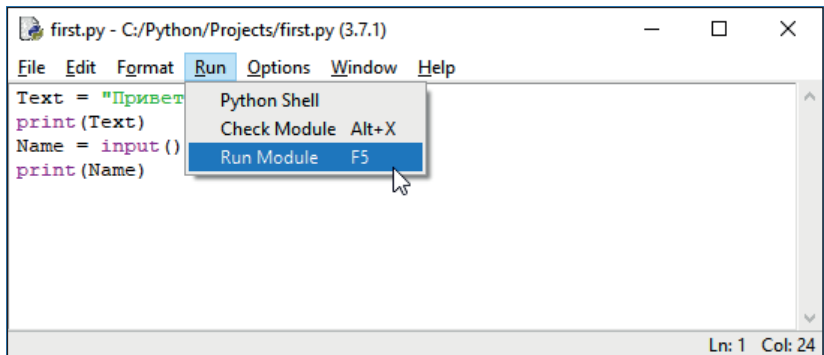 first.py - C:/Python/Projects/first.py (3.7.1)
File Edit Format Run Options Window Help
Text = "Привет
print(Text)
Name = input()
print(Name)
Python Shell
Check Module Alt+X
Run Module F5
Ln: 1 Col: 24